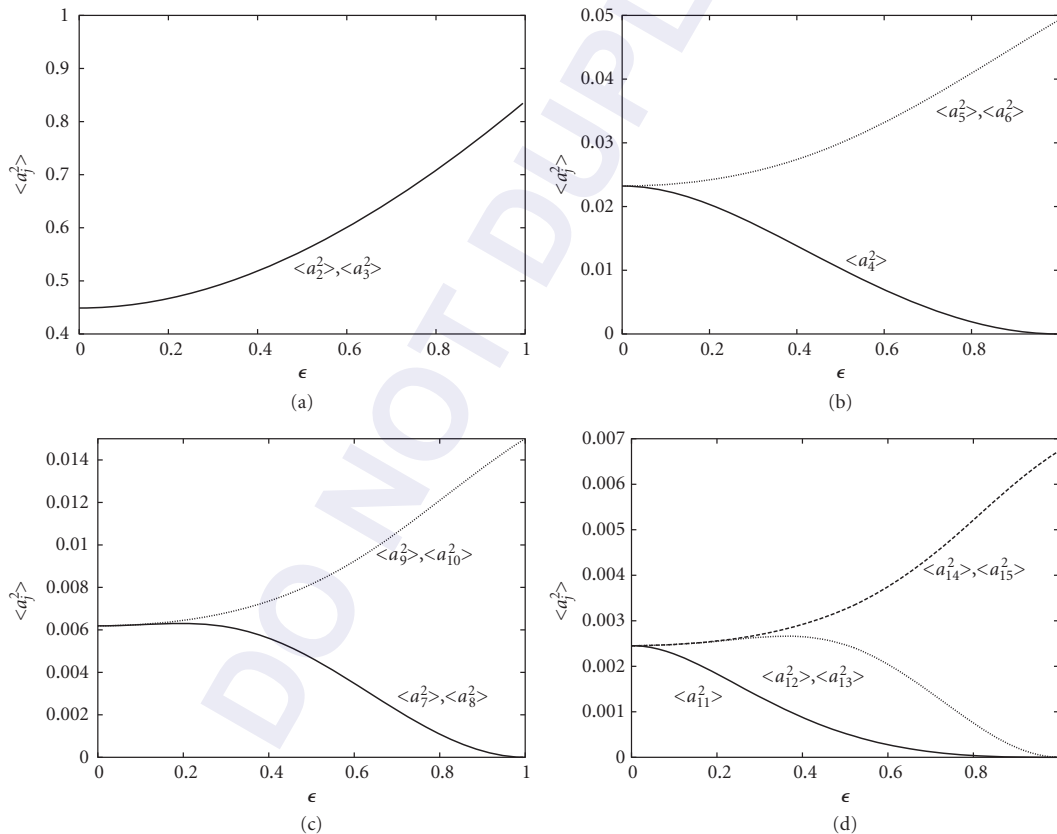 1
0.9
0.8
0.7
0.6
0.5
0.4
<a_j^2>
<a_2^2>,<a_3^2>
0 0.2 0.4 0.6 0.8 1
ϵ
(a)
0.05
0.04
0.03
0.02
0.01
0
<a_j^2>
<a_5^2>,<a_6^2>
<a_4^2>
0 0.2 0.4 0.6 0.8
ϵ
(b)
0.014
0.012
0.01
0.008
0.006
0.004
0.002
0
<a_j^2>
<a_9^2>,<a_10^2>
<a_7^2>,<a_8^2>
0 0.2 0.4 0.6 0.8 1
ϵ
(c)
0.007
0.006
0.005
0.004
0.003
0.002
0.001
0
<a_j^2>
<a_14^2>,<a_15^2>
<a_12^2>,<a_13^2>
<a_11^2>
0 0.2 0.4 0.6 0.8
ϵ
(d)
DO NOT DUPL